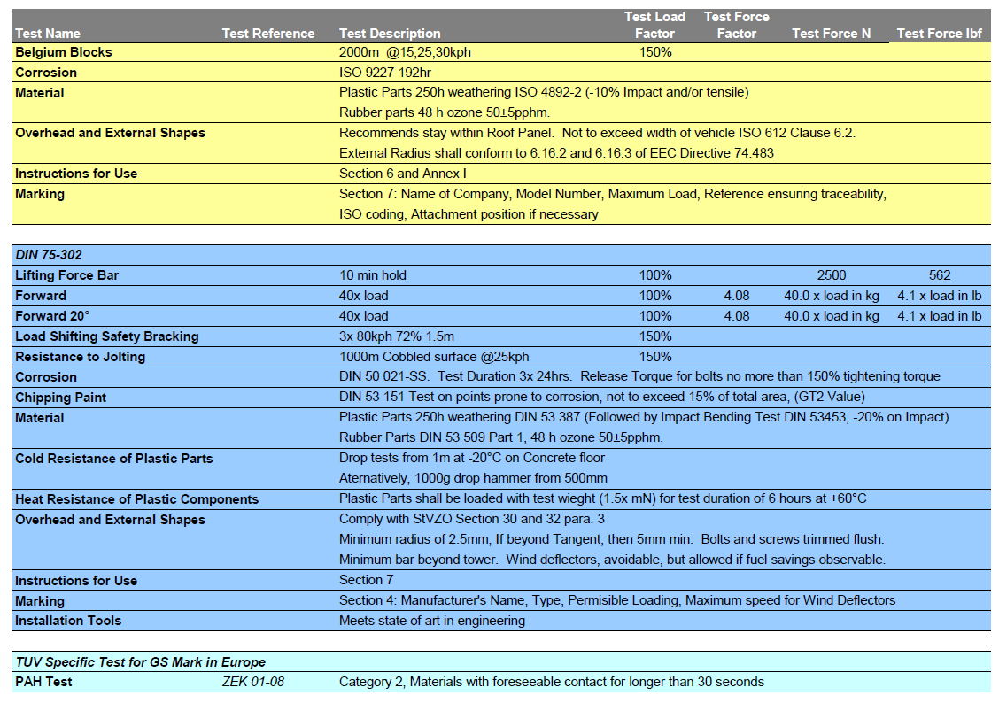 Test Name Test Reference Test Description Test Load Factor Test Force Factor Test Force N Test Force lbf
Belgium Blocks 2000m @15,25,30kph 150%
Corrosion ISO 9227 192hr
Material Plastic Parts 250h weathering ISO 4892-2 (-10% Impact and/or tensile)
Rubber parts 48 h ozone 50±5pphm.
Overhead and External Shapes Recommends stay within Roof Panel. Not to exceed width of vehicle ISO 612 Clause 6.2.
External Radius shall conform to 6.16.2 and 6.16.3 of EEC Directive 74.483
Instructions for Use Section 6 and Annex I
Marking Section 7: Name of Company, Model Number, Maximum Load, Reference ensuring traceability,
ISO coding, Attachment position if necessary
DIN 75-302
Lifting Force Bar 10 min hold 100% 2500 562
Forward 40x load 100% 4.08 40.0 x load in kg 4.1 x load in lb
Forward 20° 40x load 100% 4.08 40.0 x load in kg 4.1 x load in lb
Load Shifting Safety Bracking 3x 80kph 72% 1.5m 150%
Resistance to Jolting 1000m Cobbled surface @25kph 150%
Corrosion DIN 50 021-SS. Test Duration 3x 24hrs. Release Torque for bolts no more than 150% tightening torque
Chipping Paint DIN 53 151 Test on points prone to corrosion, not to exceed 15% of total area, (GT2 Value)
Material Plastic Parts 250h weathering DIN 53 387 (Followed by Impact Bending Test DIN 53453, -20% on Impact)
Rubber Parts DIN 53 509 Part 1, 48 h ozone 50±5pphm.
Cold Resistance of Plastic Parts Drop tests from 1m at -20°C on Concrete floor
Aternatively, 1000g drop hammer from 500mm
Heat Resistance of Plastic Components Plastic Parts shall be loaded with test wieght (1.5x mN) for test duration of 6 hours at +60°C
Overhead and External Shapes Comply with StVZO Section 30 and 32 para. 3
Minimum radius of 2.5mm, If beyond Tangent, then 5mm min. Bolts and screws trimmed flush.
Minimum bar beyond tower. Wind deflectors, avoidable, but allowed if fuel savings observable.
Instructions for Use Section 7
Marking Section 4: Manufacturer's Name, Type, Permisible Loading, Maximum speed for Wind Deflectors
Installation Tools Meets state of art in engineering
TUV Specific Test for GS Mark in Europe
PAH Test ZEK 01-08 Category 2, Materials with foreseeable contact for longer than 30 seconds